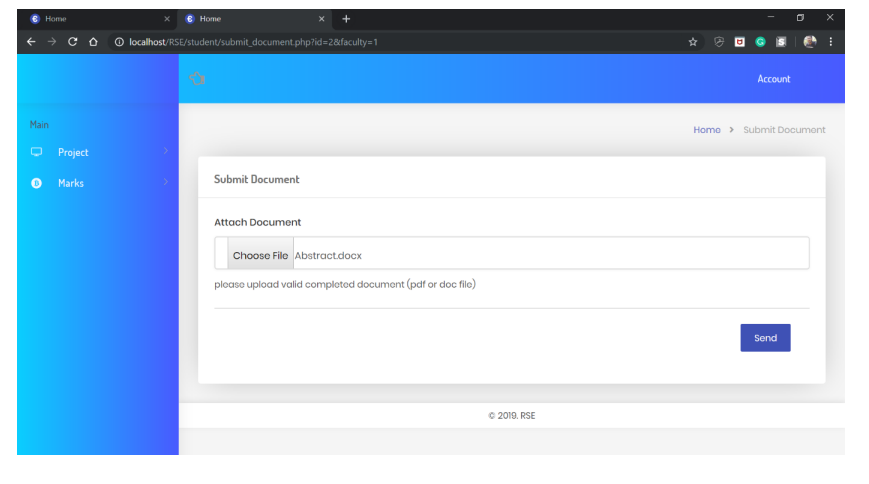 Home
Home
localhost/RSE/student/submit_document.php?id=2&faculty=1
Account
Main
Home > Submit Document
Project
Marks
Submit Document
Attach Document
Choose File Abstract.docx
please upload valid completed document (pdf or doc file)
Send
© 2019. RSE